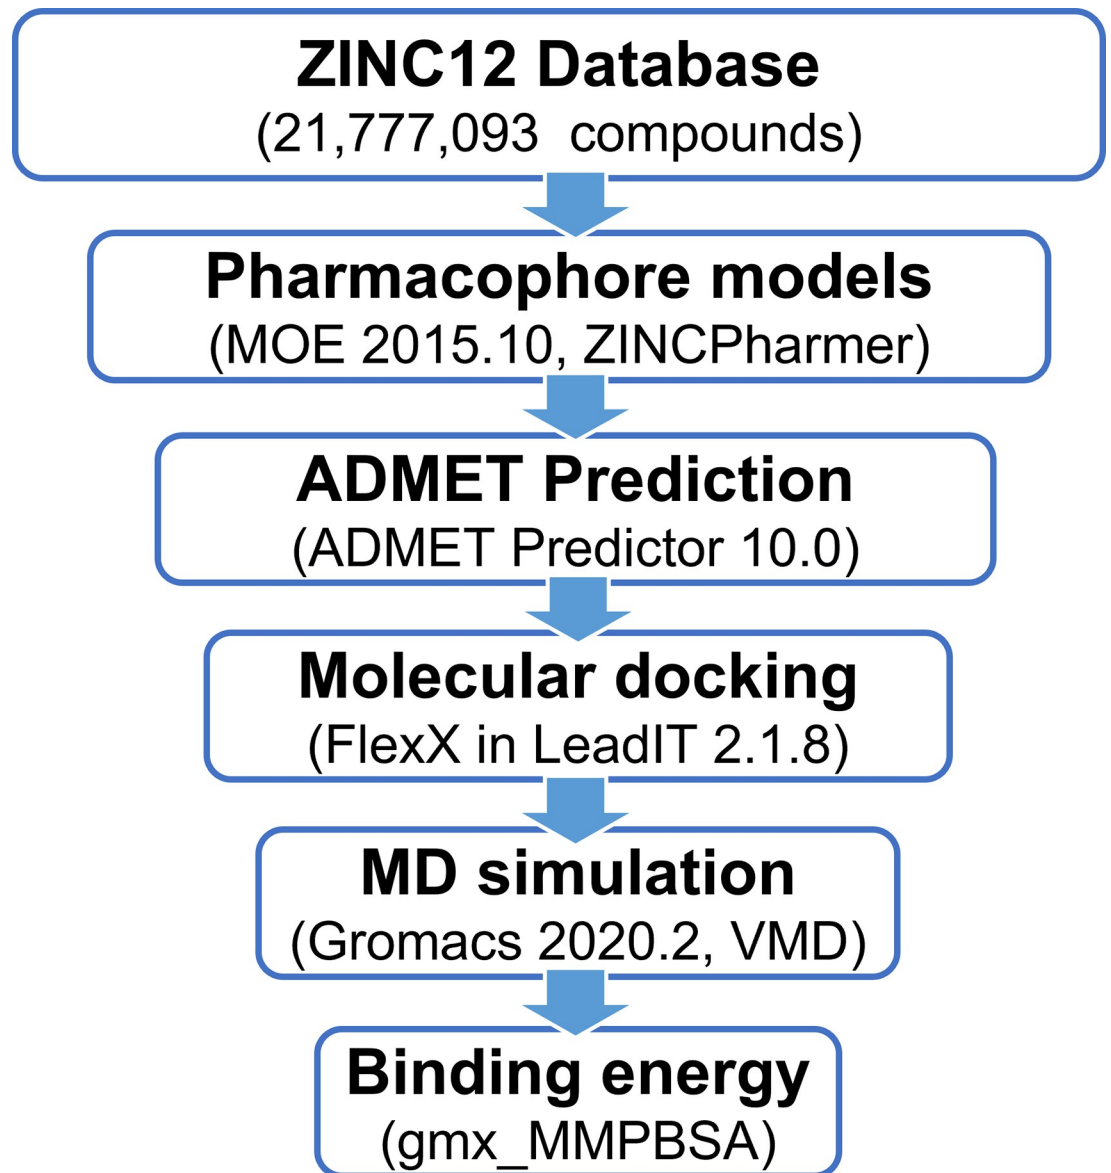 ZINC12 Database
(21,777,093 compounds)
Pharmacophore models
(MOE 2015.10, ZINCPharmer)
ADMET Prediction
(ADMET Predictor 10.0)
Molecular docking
(FlexX in LeadIT 2.1.8)
MD simulation
(Gromacs 2020.2, VMD)
Binding energy
(gmx_MMPBSA)